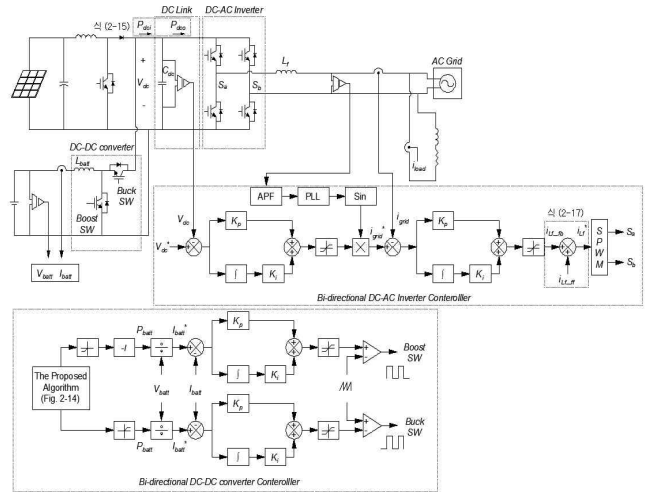 식 (2-15)
P_dci
DC Link
P_dco
DC-AC Inverter
+
V_dc
-
C_dc
S_a
S_b
L_f
AC Grid
i_load
DC-DC converter
L_batt
Buck
SW
Boost
SW
V_batt
I_batt
APF
PLL
Sin
V_dc
V_dc*
K_p
∫
K_i
i_grid*
i_grid
K_p
∫
K_i
식 (2-17)
i_Lf_fb
i_Lf*
i_Lf_ff
S
P
W
M
S_a
S_b
Bi-directional DC-AC Inverter Conterolller
The Proposed
Algorithm
(Fig. 2-14)
-1
P_batt
÷
I_batt*
K_p
∫
K_i
Boost
SW
V_batt
I_batt
P_batt
÷
I_batt*
K_p
∫
K_i
Buck
SW
Bi-directional DC-DC converter Conterolller